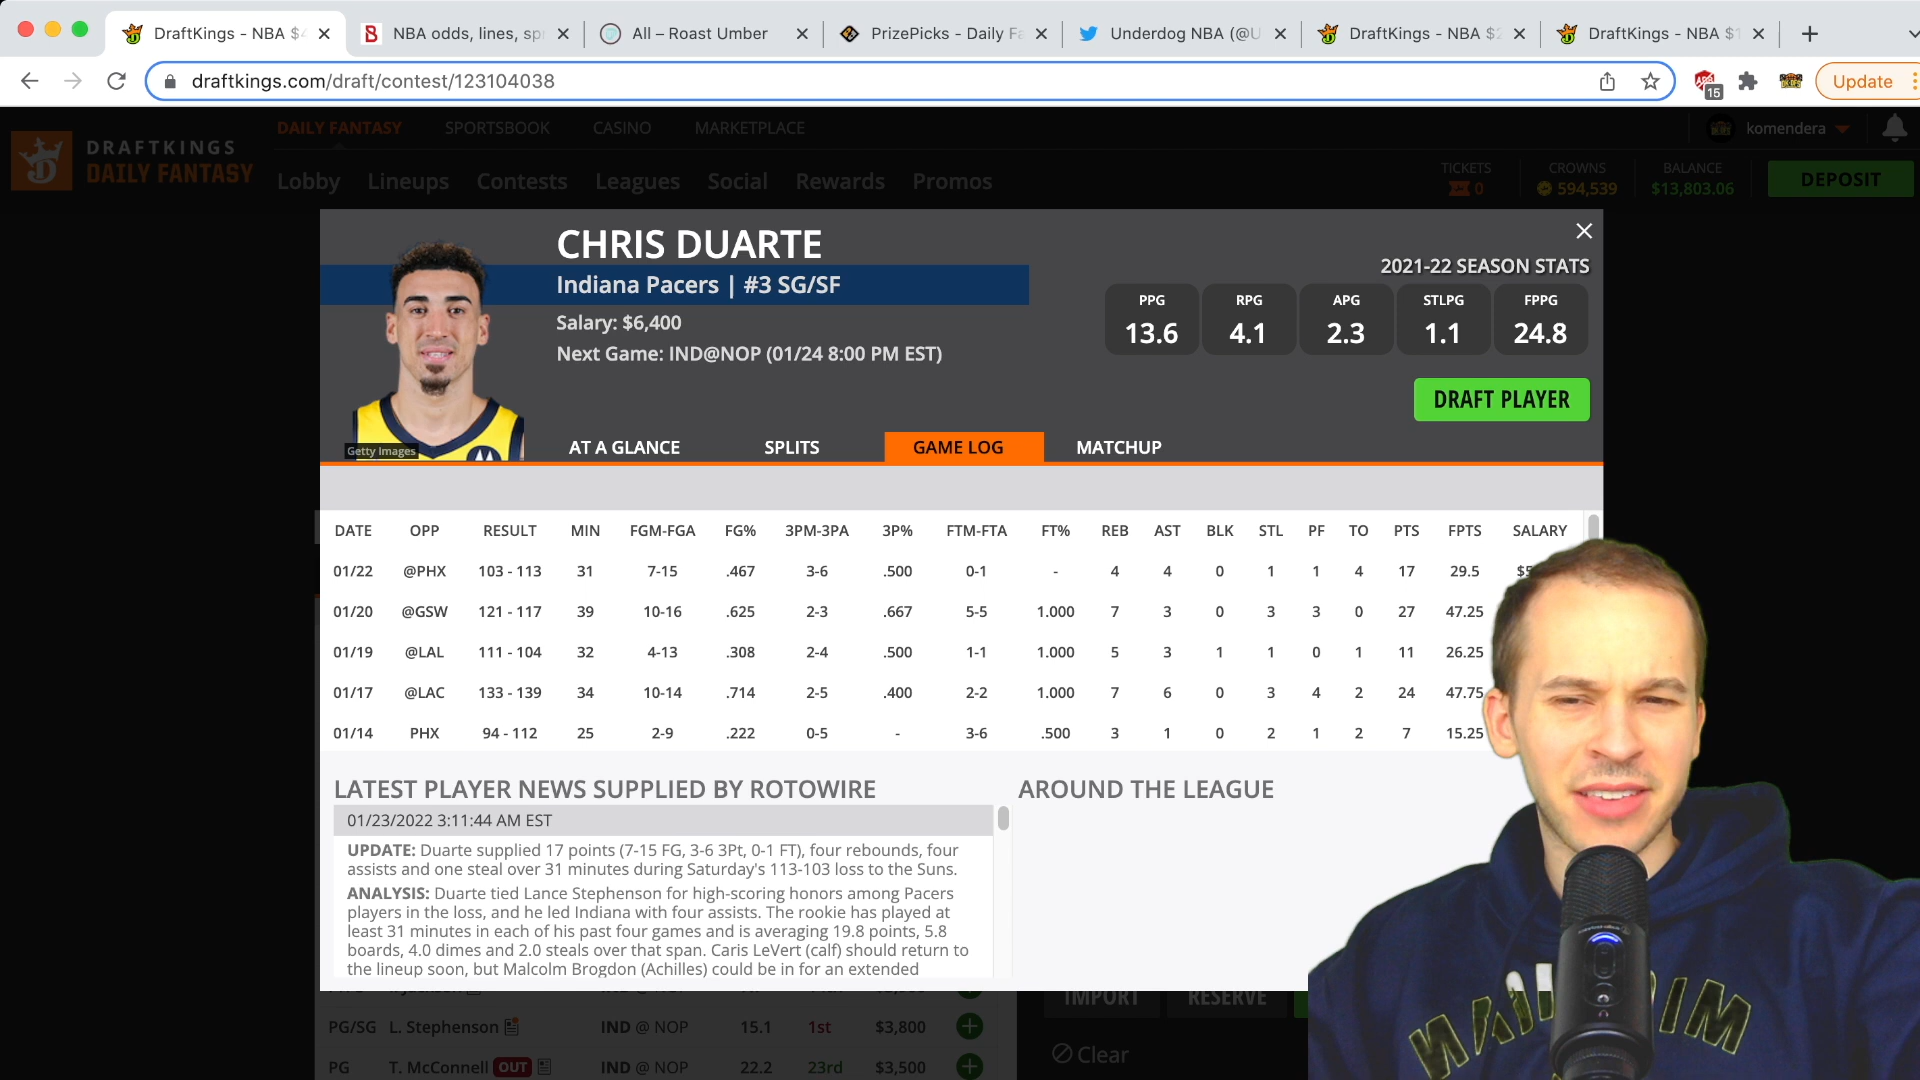 DraftKings - NBA $
NBA odds, lines, sp
All – Roast Umber
PrizePicks - Daily Fa
Underdog NBA (@U
DraftKings - NBA $
DraftKings - NBA $
draftkings.com/draft/contest/123104038
15
Update
DRAFTKINGS
DAILY FANTASY
DAILY FANTASY SPORTSBOOK CASINO MARKETPLACE
komendera
Lobby Lineups Contests Leagues Social Rewards Promos
TICKETS
0
CROWNS
594,539
BALANCE
$13,803.06
DEPOSIT
CHRIS DUARTE
Indiana Pacers | #3 SG/SF
Salary: $6,400
Next Game: IND@NOP (01/24 8:00 PM EST)
Getty Images
2021-22 SEASON STATS
PPG RPG APG STLPG FPPG
13.6 4.1 2.3 1.1 24.8
DRAFT PLAYER
AT A GLANCE SPLITS GAME LOG MATCHUP
DATE OPP RESULT MIN FGM-FGA FG% 3PM-3PA 3P% FTM-FTA FT% REB AST BLK STL PF TO PTS FPTS SALARY
01/22 @PHX 103 - 113 31 7-15 .467 3-6 .500 0-1 - 4 4 0 1 1 4 17 29.5
01/20 @GSW 121 - 117 39 10-16 .625 2-3 .667 5-5 1.000 7 3 0 3 3 0 27 47.25
01/19 @LAL 111 - 104 32 4-13 .308 2-4 .500 1-1 1.000 5 3 1 1 0 1 11 26.25
01/17 @LAC 133 - 139 34 10-14 .714 2-5 .400 2-2 1.000 7 6 0 3 4 2 24 47.75
01/14 PHX 94 - 112 25 2-9 .222 0-5 - 3-6 .500 3 1 0 2 1 2 7 15.25
LATEST PLAYER NEWS SUPPLIED BY ROTOWIRE
01/23/2022 3:11:44 AM EST
UPDATE: Duarte supplied 17 points (7-15 FG, 3-6 3Pt, 0-1 FT), four rebounds, four
assists and one steal over 31 minutes during Saturday's 113-103 loss to the Suns.
ANALYSIS: Duarte tied Lance Stephenson for high-scoring honors among Pacers
players in the loss, and he led Indiana with four assists. The rookie has played at
least 31 minutes in each of his past four games and is averaging 19.8 points, 5.8
boards, 4.0 dimes and 2.0 steals over that span. Caris LeVert (calf) should return to
the lineup soon, but Malcolm Brogdon (Achilles) could be in for an extended
AROUND THE LEAGUE
PG/SG L. Stephenson IND @ NOP 15.1 1st $3,800
PG T. McConnell OUT IND @ NOP 22.2 23rd $3,500
IMPORT RESERVE
Clear